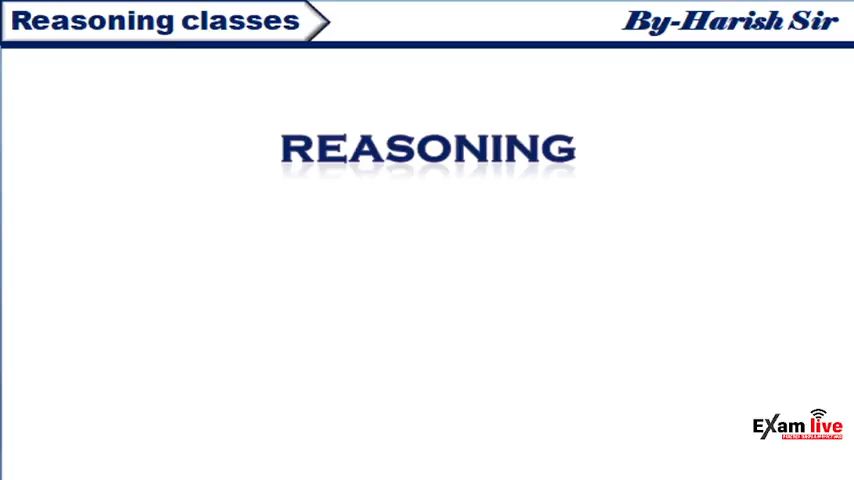 Reasoning classes
By-Harish Sir
REASONING
EXam live